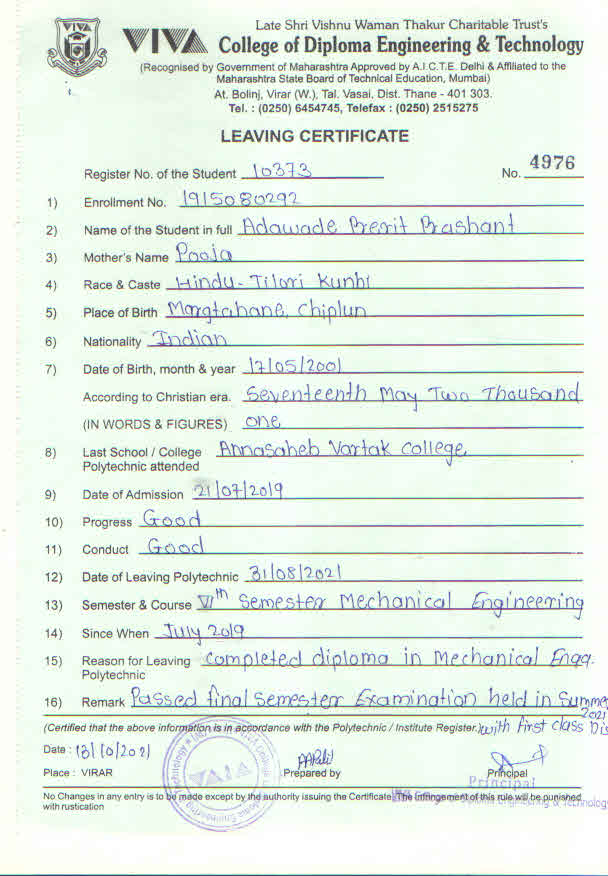 Late Shri Vishnu Waman Thakur Charitable Trust's
VIVA College of Diploma Engineering & Technology
(Recognised by Government of Maharashtra Approved by A.I.C.T.E. Delhi & Affiliated to the
Maharashtra State Board of Technical Education, Mumbai)
At. Bolinj, Virar (W.), Tal. Vasai, Dist. Thane - 401 303.
Tel. : (0250) 6454745, Telefax : (0250) 2515275
LEAVING CERTIFICATE
Register No. of the Student 10373 No. 4976
1) Enrollment No. 1915080292
2) Name of the Student in full Adawade Prerit Prashant
3) Mother's Name Pooja
4) Race & Caste Hindu - Tilori Kunbi
5) Place of Birth Margtahane, Chiplun
6) Nationality Indian
7) Date of Birth, month & year 17/05/2001
According to Christian era. Seventeenth May Two Thousand
(IN WORDS & FIGURES) one
8) Last School / College Annasaheb Vartak College
Polytechnic attended
9) Date of Admission 21/07/2019
10) Progress Good
11) Conduct Good
12) Date of Leaving Polytechnic 31/08/2021
13) Semester & Course VIth Semester Mechanical Engineering
14) Since When July 2019
15) Reason for Leaving completed diploma in Mechanical Engg.
Polytechnic
16) Remark Passed final Semester Examination held in Summe
2021
(Certified that the above information is in accordance with the Polytechnic / Institute Register.) with first class Dis
Date : 13/10/2021
Place : VIRAR Prepared by Principal
Principal
No Changes in any entry is to be made except by the authority issuing the Certificate. The infringement of this rule will be punished
with rustication
Diploma Engineering & Technology
VIVA